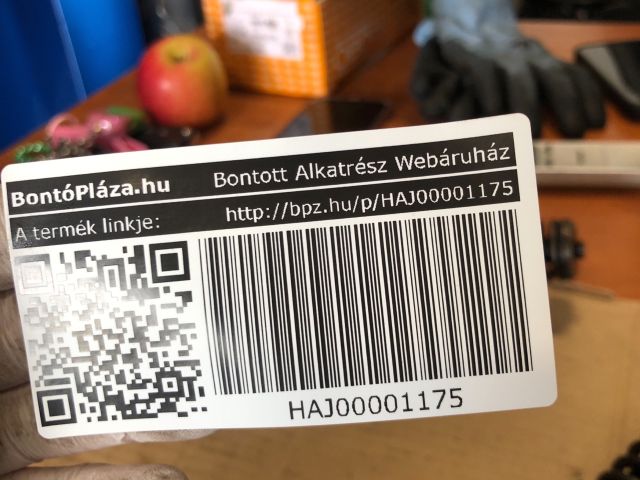 BontóPláza.hu Bontott Alkatrész Webáruház
A termék linkje: http://bpz.hu/p/HAJ00001175
HAJ00001175